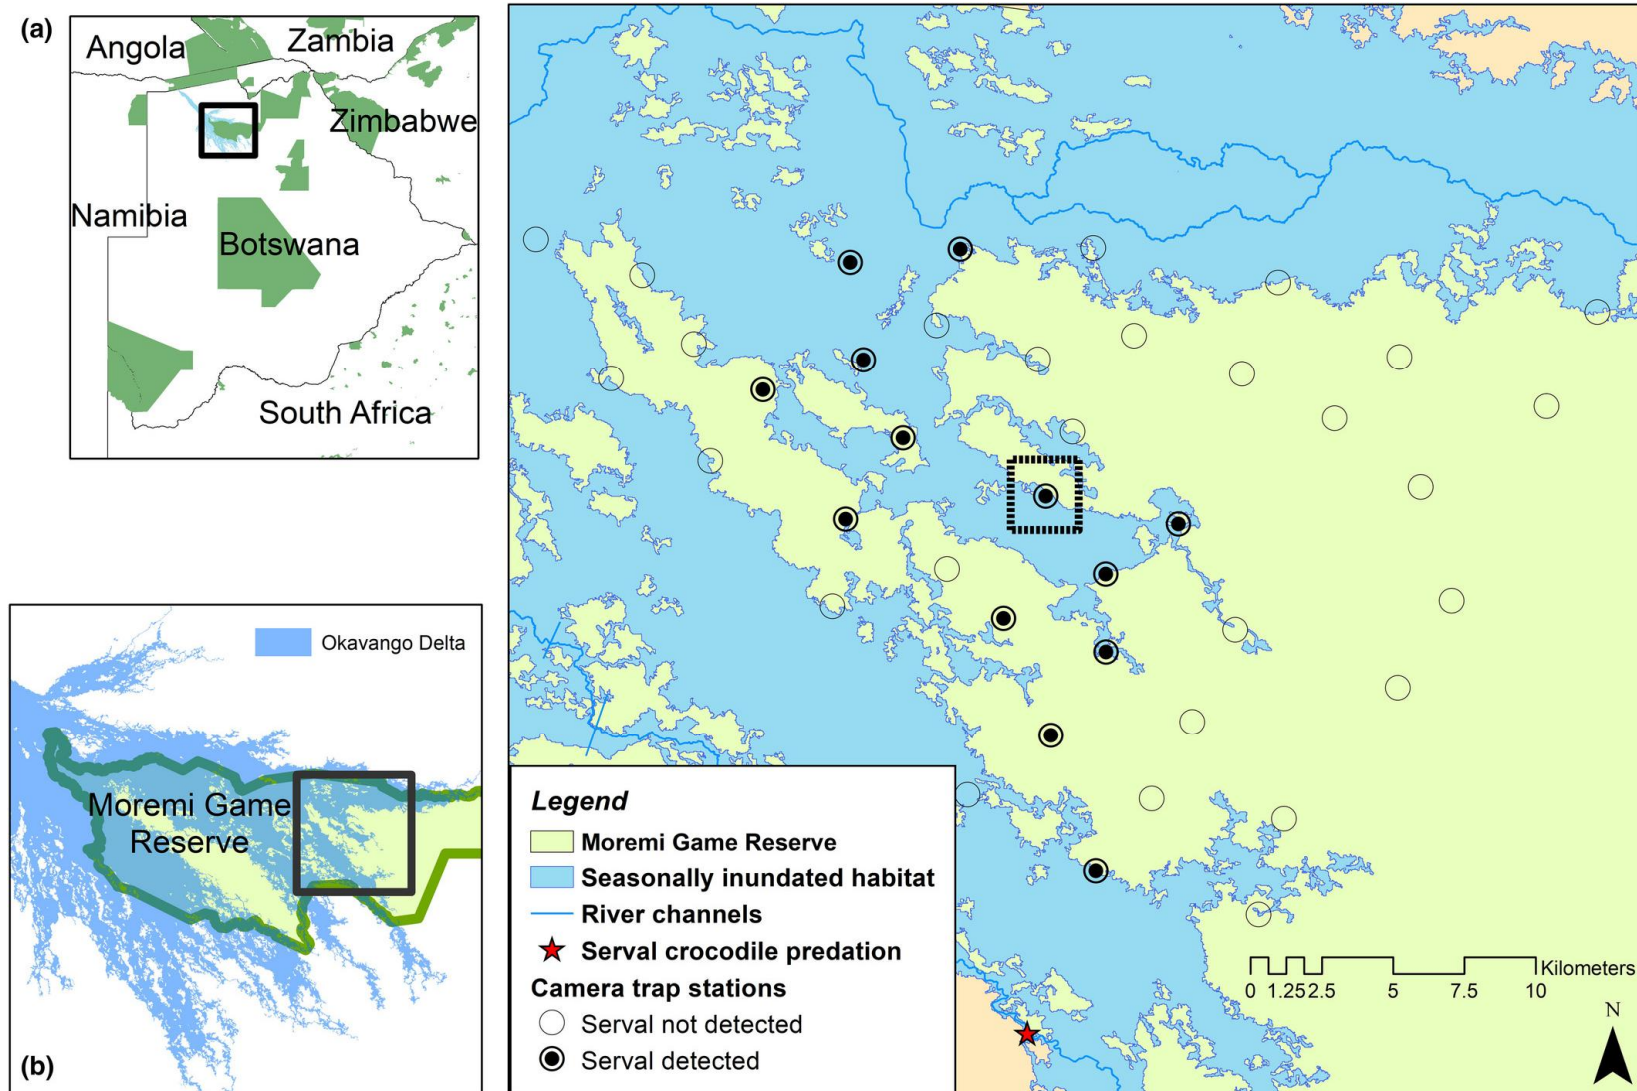 (a)
Angola
Zambia
Zimbabwe
Namibia
Botswana
South Africa
Okavango Delta
Moremi Game
Reserve
(b)
Legend
Moremi Game Reserve
Seasonally inundated habitat
River channels
Serval crocodile predation
Camera trap stations
Serval not detected
Serval detected
Kilometers
0 1.25 2.5 5 7.5 10
N